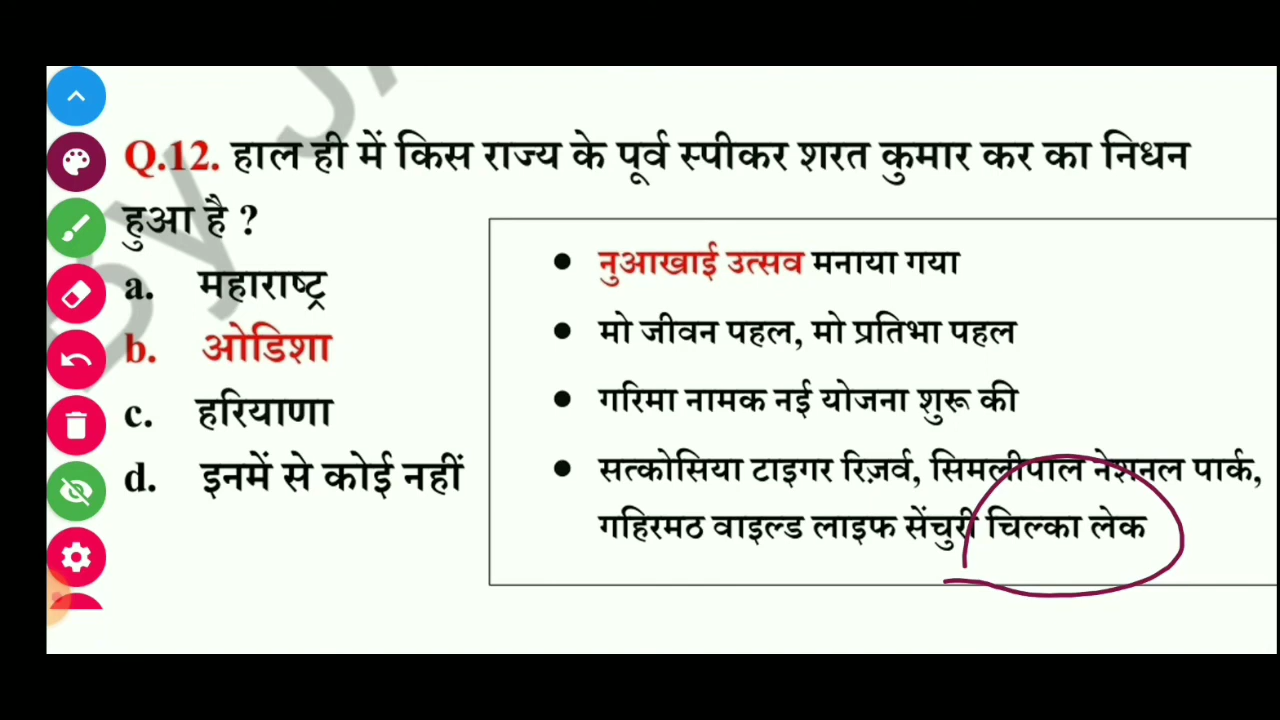 Q.12. हाल ही में किस राज्य के पूर्व स्पीकर शरत कुमार कर का निधन
हुआ है ?
a. महाराष्ट्र
b. ओडिशा
c. हरियाणा
d. इनमें से कोई नहीं
• नुआखाई उत्सव मनाया गया
• मो जीवन पहल, मो प्रतिभा पहल
• गरिमा नामक नई योजना शुरू की
• सत्कोसिया टाइगर रिज़र्व, सिमलीपाल नेशनल पार्क,
गहिरमठ वाइल्ड लाइफ सेंचुरी चिल्का लेक